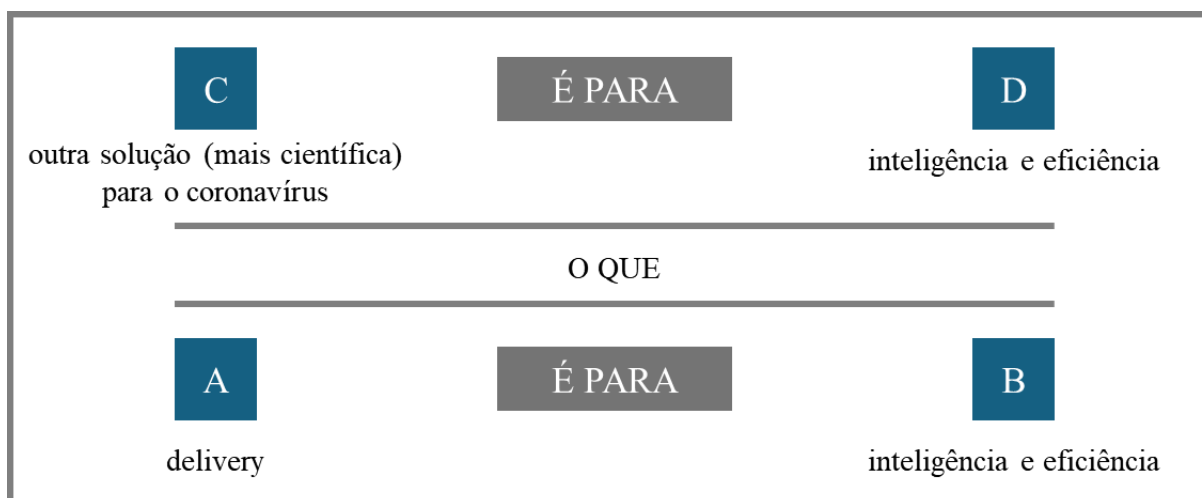 C É PARA D
outra solução (mais científica)
para o coronavírus
inteligência e eficiência
O QUE
A É PARA B
delivery inteligência e eficiência